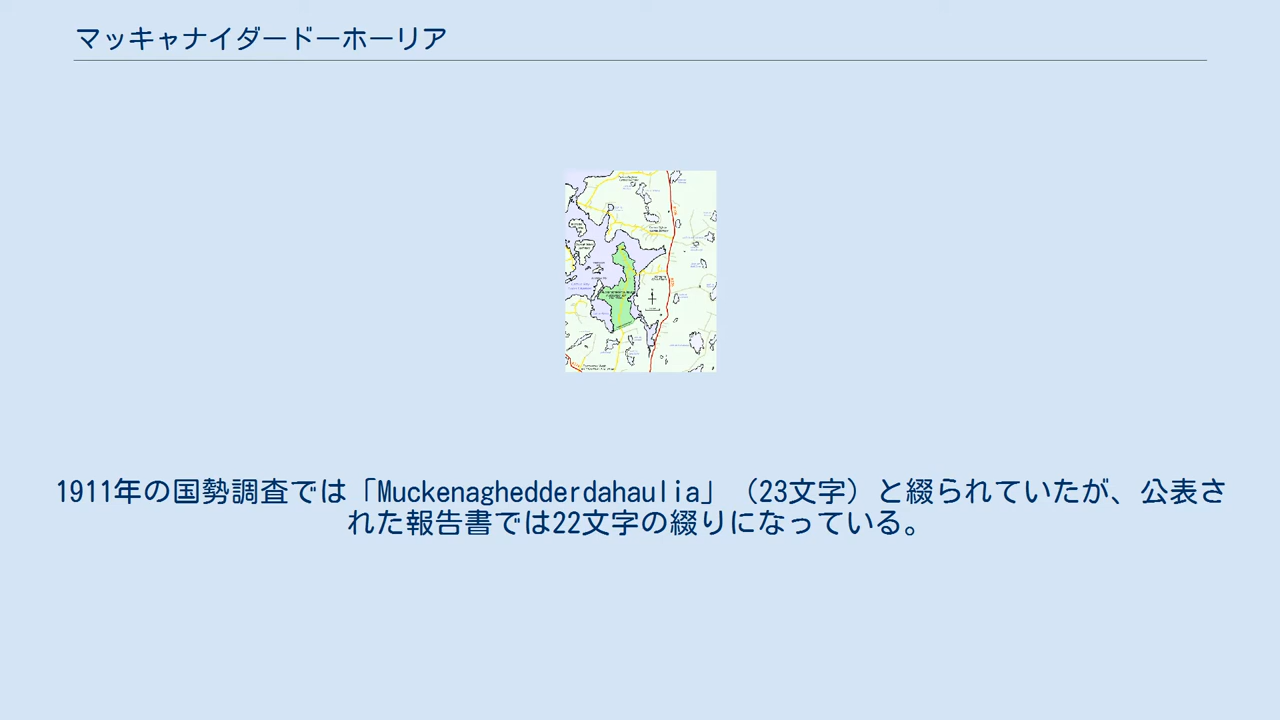 マッキャナイダードーホーリア
1911年の国勢調査では「Muckenaghedderdahaulia」（23文字）と綴られていたが、公表さ
れた報告書では22文字の綴りになっている。